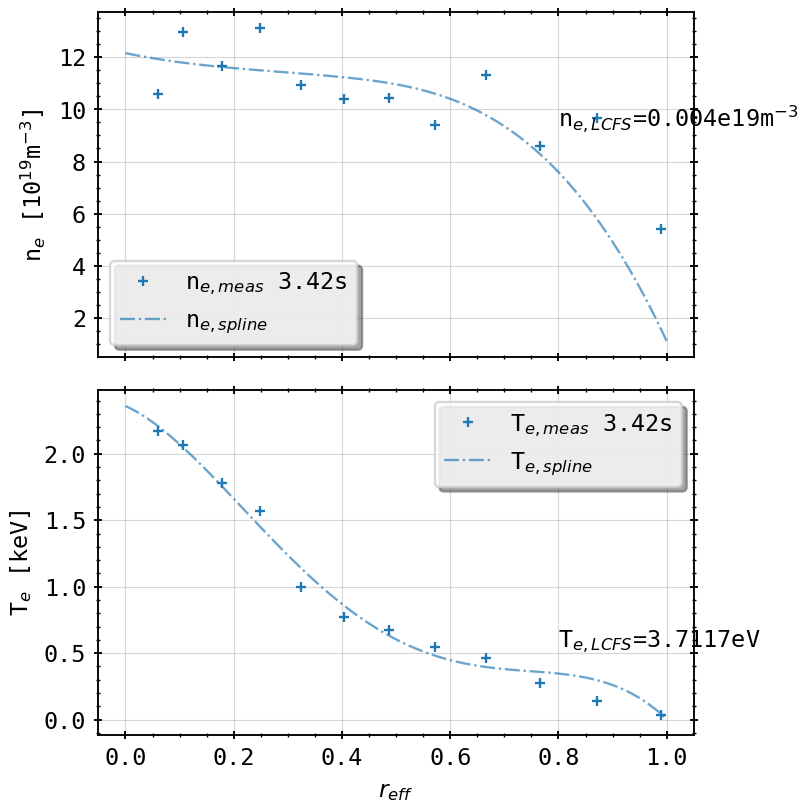 12
10
8
6
4
2
n_e [10^19 m^−3]
n_e,LCFS=0.004e19m^−3
n_e,meas 3.42s
n_e,spline
2.0
1.5
1.0
0.5
0.0
T_e [keV]
T_e,meas 3.42s
T_e,spline
T_e,LCFS=3.7117eV
0.0 0.2 0.4 0.6 0.8 1.0
r_eff